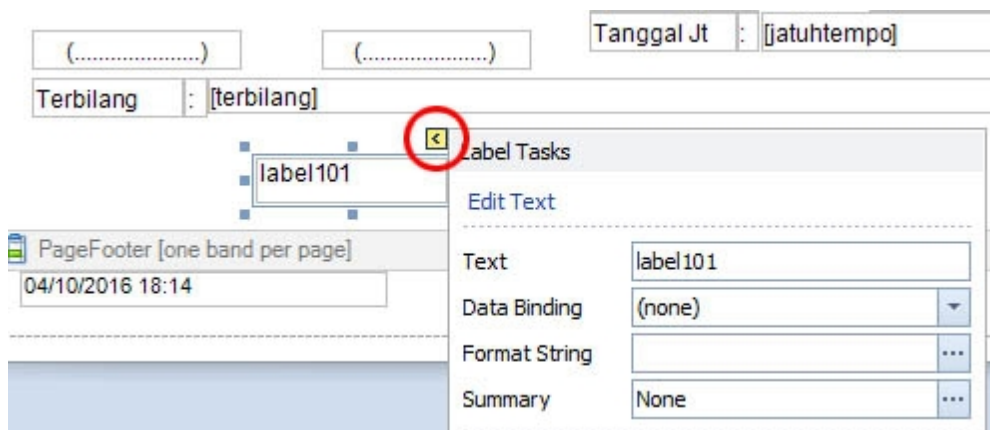 Tanggal Jt : [jatuhtempo]
(......................) (......................)
Terbilang : [terbilang]
label101
Label Tasks
Edit Text
PageFooter [one band per page]
04/10/2016 18:14
Text label101
Data Binding (none)
Format String
Summary None